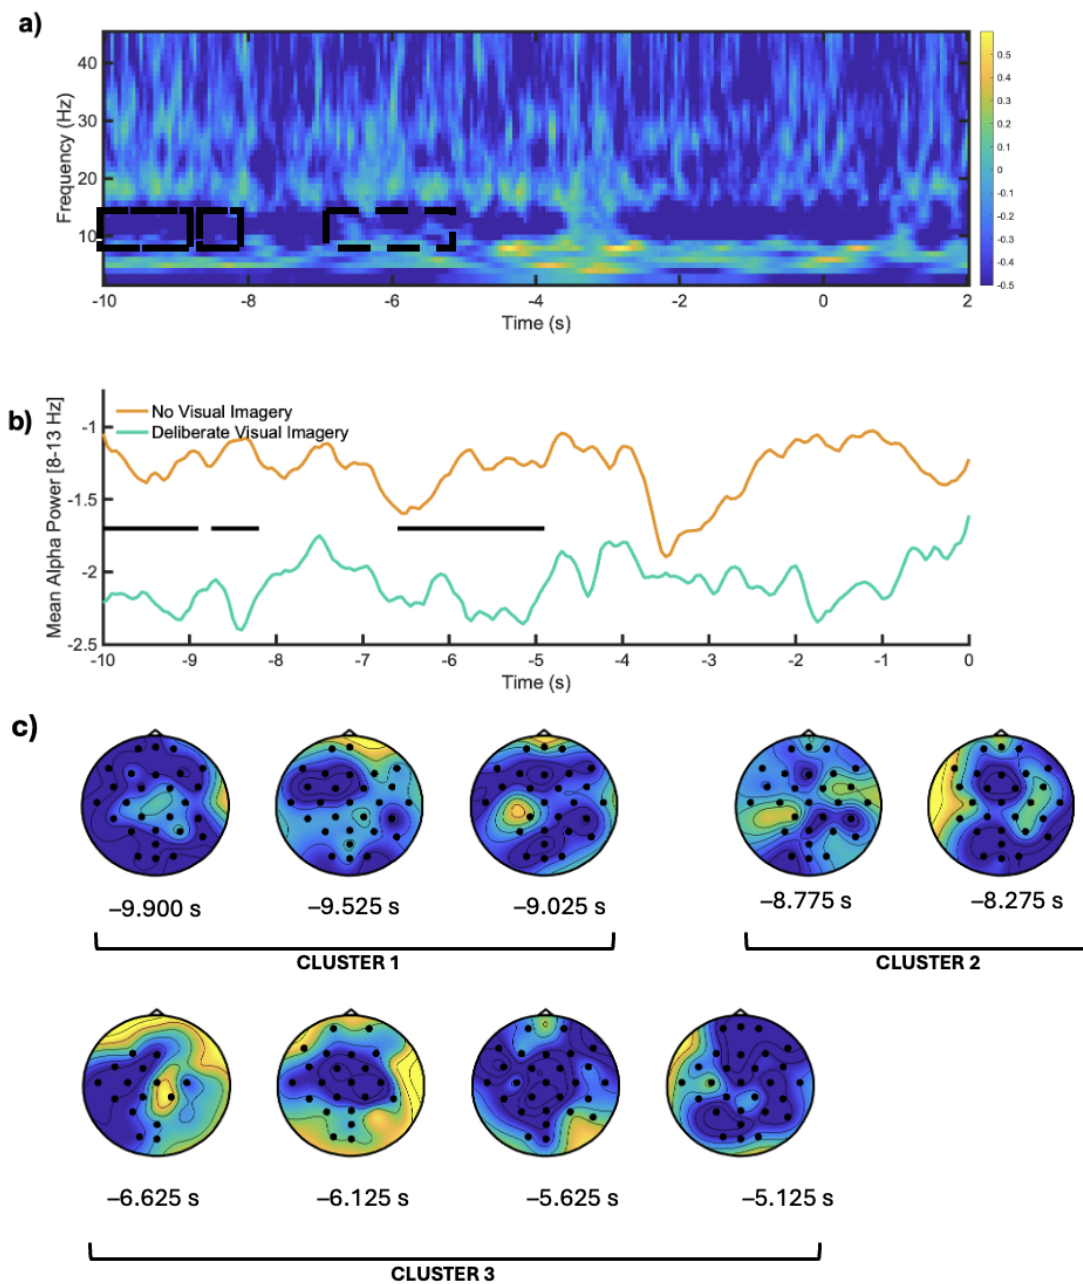 a)
Frequency (Hz)
40
30
20
10
-10 -8 -6 -4 -2 0 2
Time (s)
0.5
0.4
0.3
0.2
0.1
0
-0.1
-0.2
-0.3
-0.4
-0.5
b)
Mean Alpha Power [8-13 Hz]
No Visual Imagery
Deliberate Visual Imagery
-1
-1.5
-2
-2.5
-10 -9 -8 -7 -6 -5 -4 -3 -2 -1 0
Time (s)
c)
–9.900 s –9.525 s –9.025 s –8.775 s –8.275 s
CLUSTER 1 CLUSTER 2
–6.625 s –6.125 s –5.625 s –5.125 s
CLUSTER 3